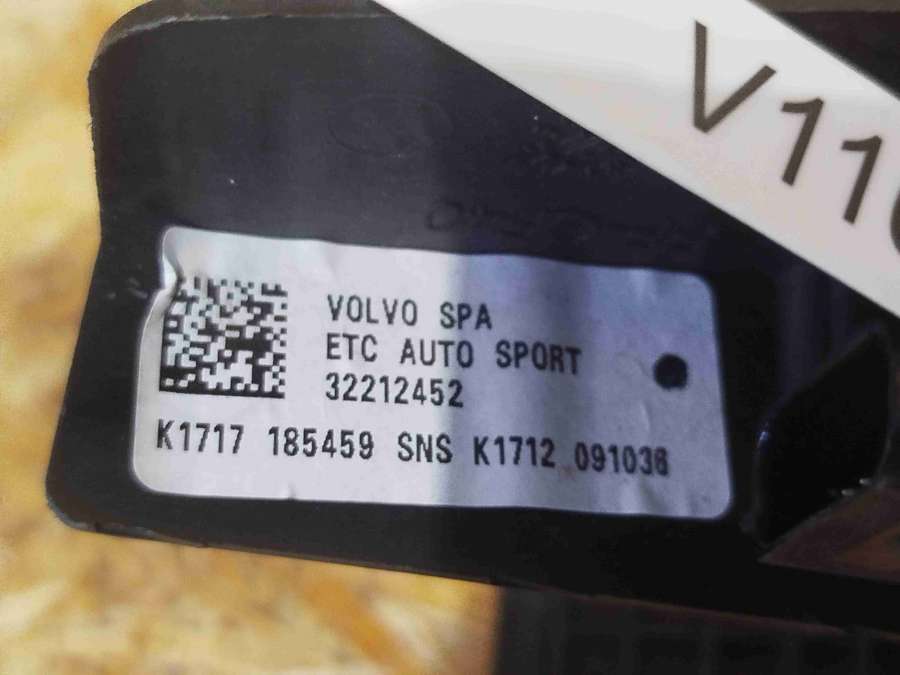 V11
VOLVO SPA
ETC AUTO SPORT
32212452
K1717 185459 SNS K1712 091036